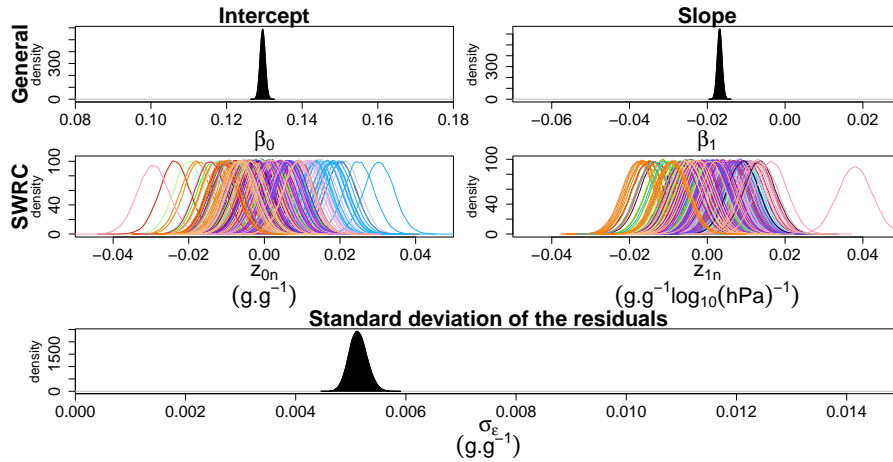 Intercept
Slope
General
density
0 300
0.08 0.10 0.12 0.14 0.16 0.18
β0
density
0 300
−0.06 −0.04 −0.02 0.00 0.02
β1
SWRC
density
0 40 100
−0.04 −0.02 0.00 0.02 0.04
z0n
(g.g−1)
density
0 40 100
−0.04 −0.02 0.00 0.02 0.04
z1n
(g.g−1log10(hPa)−1)
Standard deviation of the residuals
density
0 1500
0.000 0.002 0.004 0.006 0.008 0.010 0.012 0.014
σε
(g.g−1)